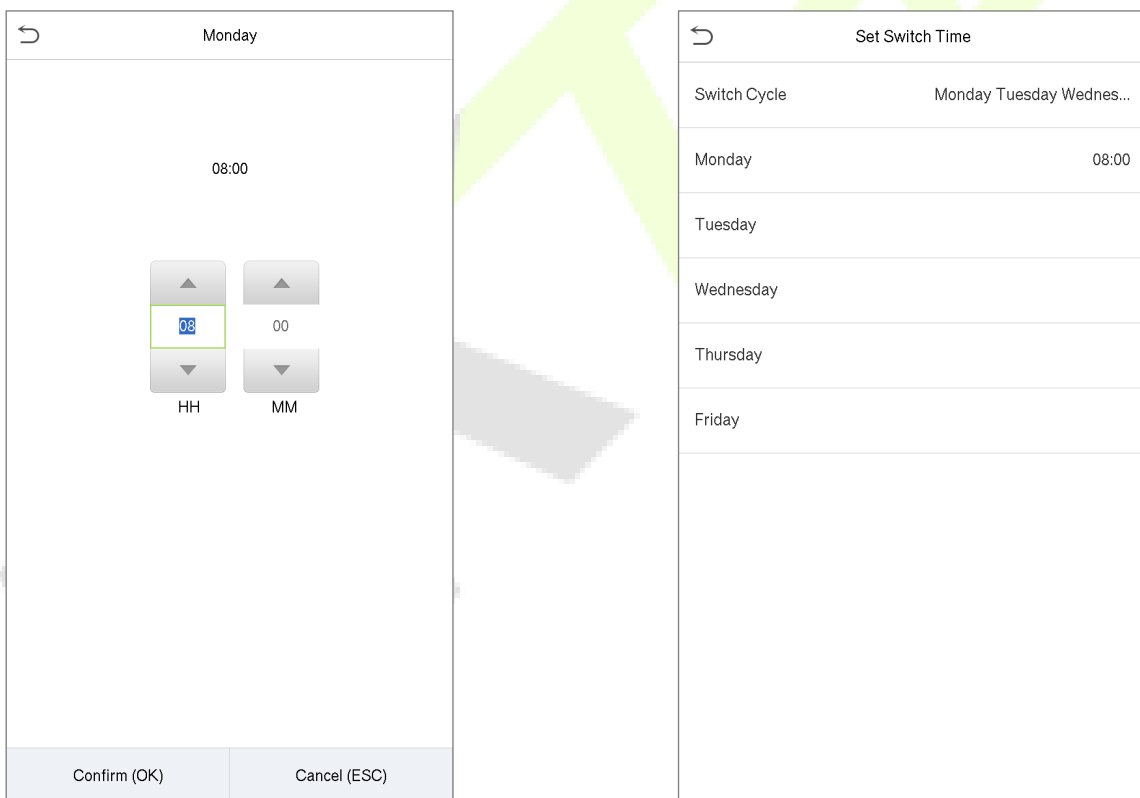 Monday
08:00
08 00
HH MM
Confirm (OK) Cancel (ESC)
Set Switch Time
Switch Cycle Monday Tuesday Wednes...
Monday 08:00
Tuesday
Wednesday
Thursday
Friday